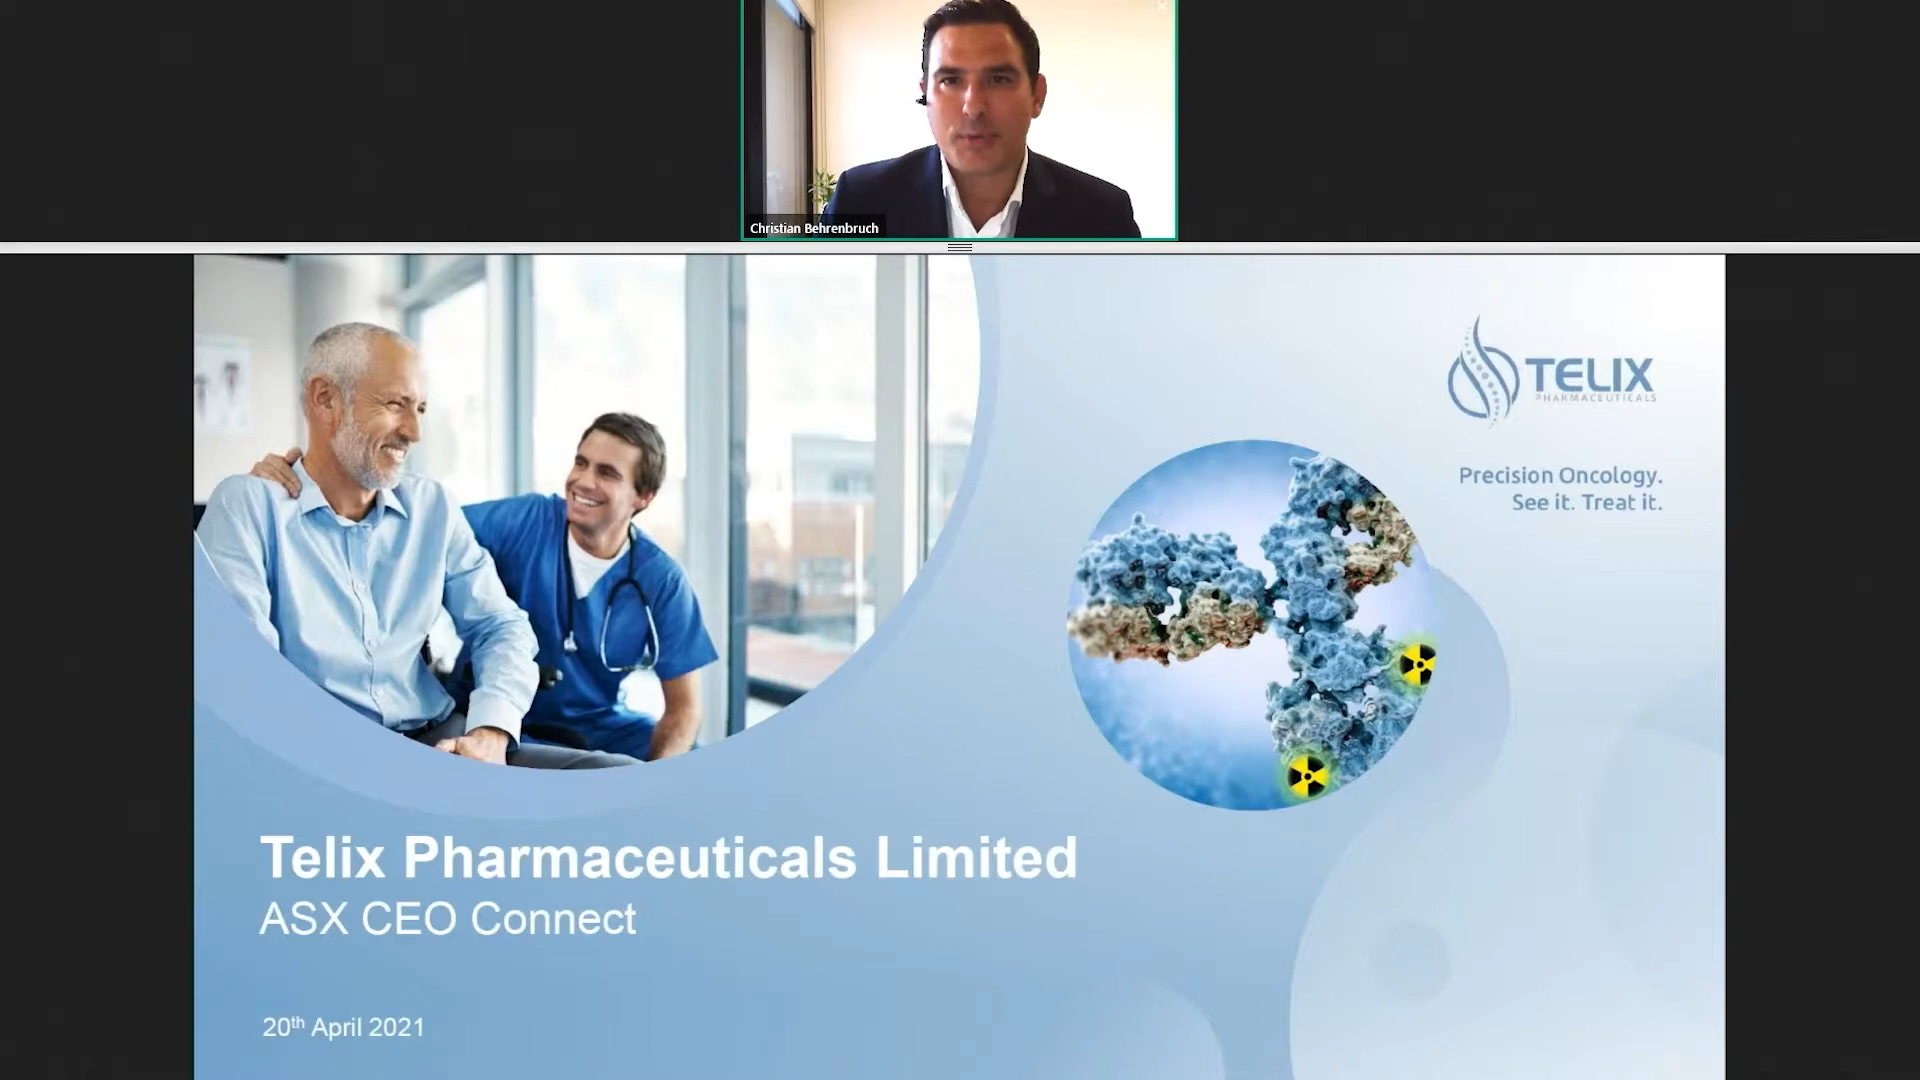 Christian Behrenbruch
TELIX
PHARMACEUTICALS
Precision Oncology.
See it. Treat it.
Telix Pharmaceuticals Limited
ASX CEO Connect
20th April 2021